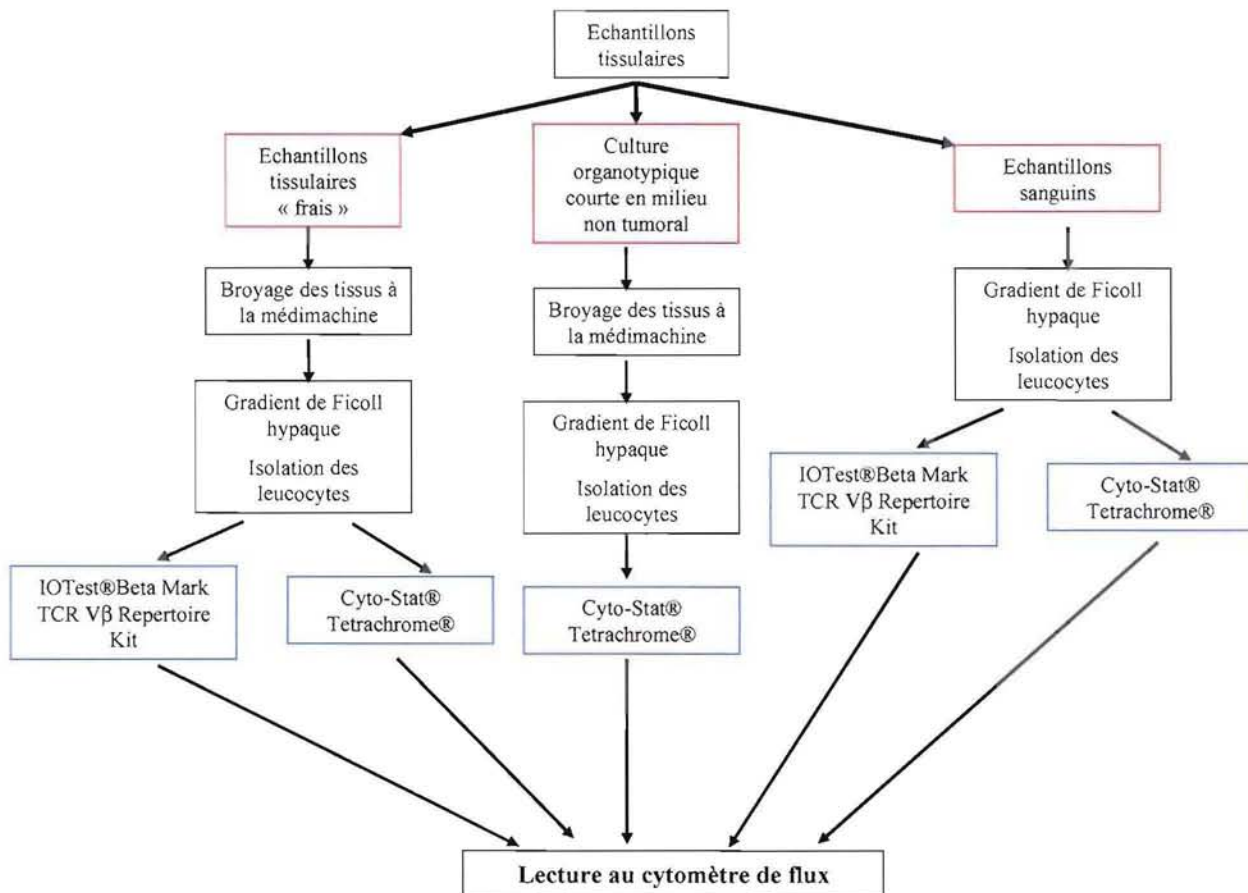 Echantillons
tissulaires
Echantillons
tissulaires
« frais »
Culture
organotypique
courte en milieu
non tumoral
Echantillons
sanguins
Broyage des tissus à
la médimachine
Broyage des tissus à
la médimachine
Gradient de Ficoll
hypaque
Isolation des
leucocytes
Gradient de Ficoll
hypaque
Isolation des
leucocytes
Gradient de Ficoll
hypaque
Isolation des
leucocytes
IOTest®Beta Mark
TCR Vβ Repertoire
Kit
Cyto-Stat®
Tetrachrome®
Cyto-Stat®
Tetrachrome®
IOTest®Beta Mark
TCR Vβ Repertoire
Kit
Cyto-Stat®
Tetrachrome®
Lecture au cytomètre de flux